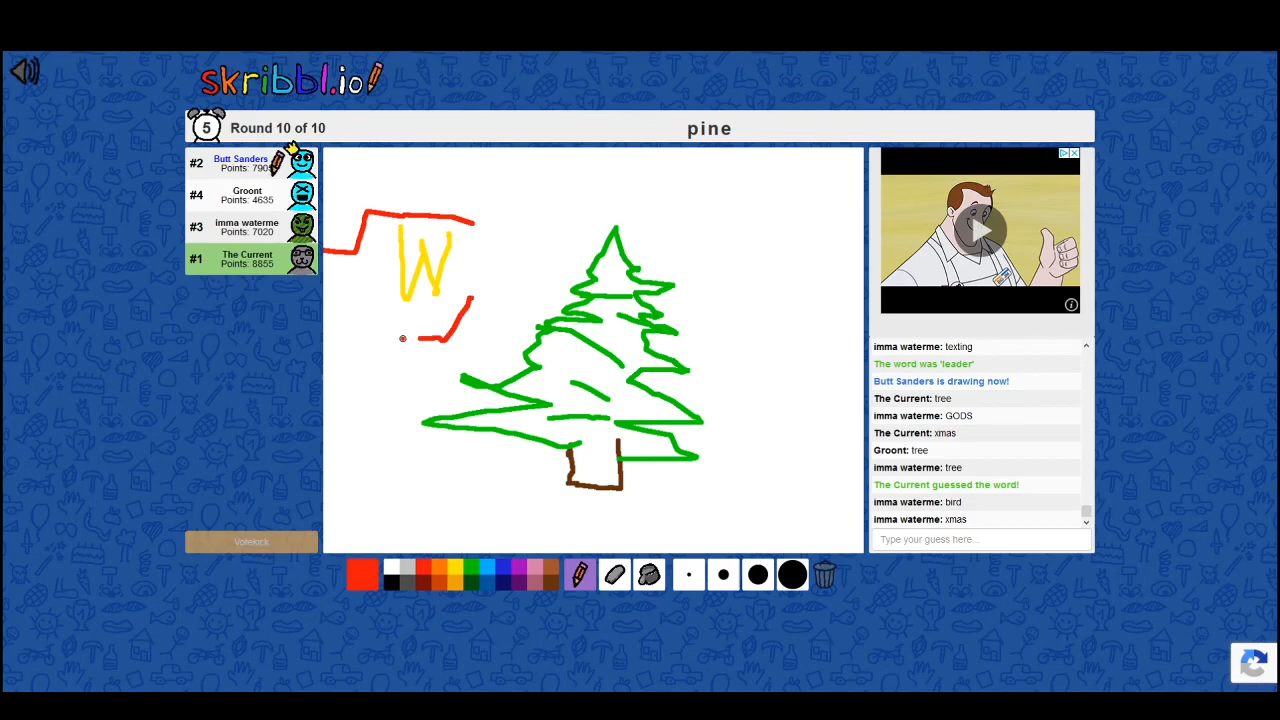 skribbl.io
5 Round 10 of 10 pine
#2 Butt Sanders
Points: 7905
#4 Groont
Points: 4635
#3 imma waterme
Points: 7020
#1 The Current
Points: 8855
W
Votekick
imma waterme: texting
The word was 'leader'
Butt Sanders is drawing now!
The Current: tree
imma waterme: GODS
The Current: xmas
Groont: tree
imma waterme: tree
The Current guessed the word!
imma waterme: bird
imma waterme: xmas
Type your guess here...